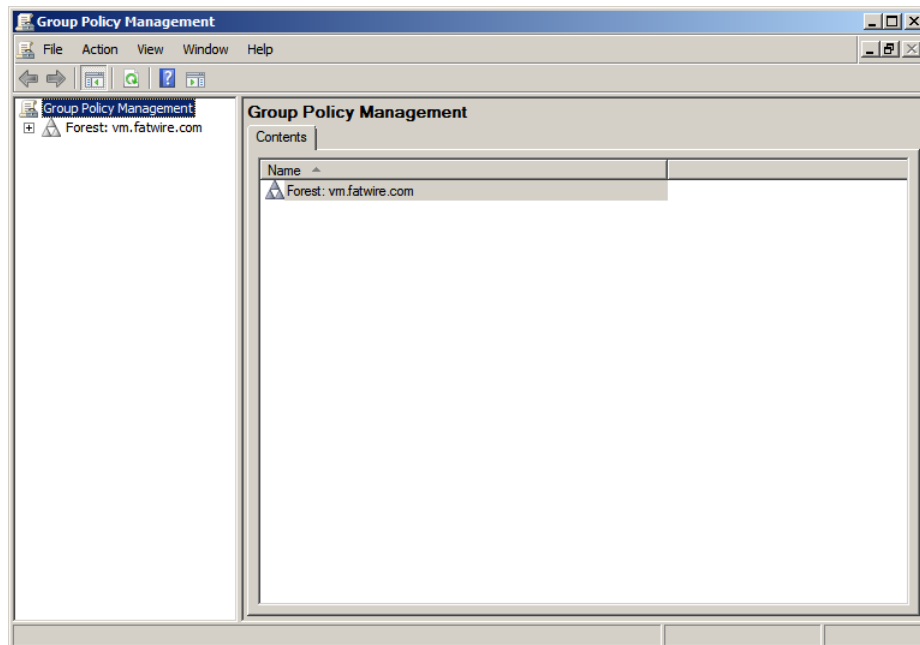 Group Policy Management
File Action View Window Help
Group Policy Management
Forest: vm.fatwire.com
Group Policy Management
Contents
Name
Forest: vm.fatwire.com